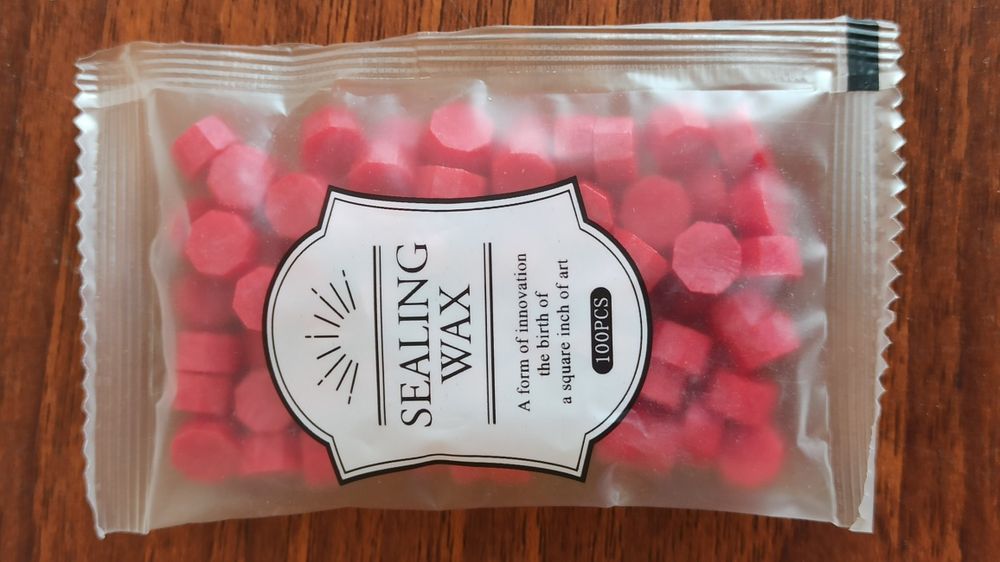 SEALING
WAX
A form of innovation
the birth of
a square inch of art
100PCS